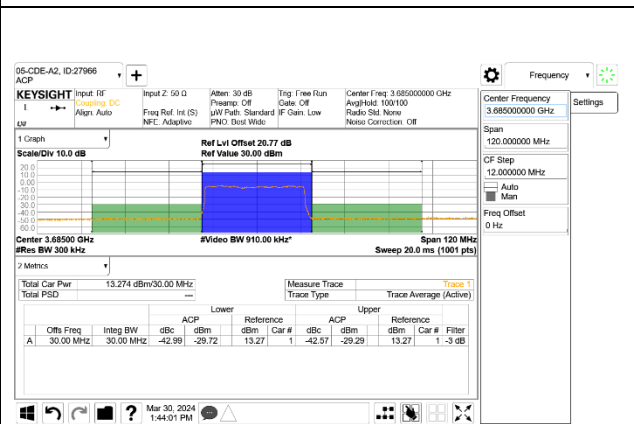 05-CDE-A2, ID:27966
ACP
Frequency
KEYSIGHT
Input: RF
Coupling: DC
Align: Auto
Input Z: 50 Ω
Freq Ref: Int (S)
NFE: Adaptive
Atten: 30 dB
Preamp: Off
µW Path: Standard
PNO: Best Wide
Trig: Free Run
Gate: Off
IF Gain: Low
Center Freq: 3.685000000 GHz
Avg|Hold: 100/100
Radio Std: None
Noise Correction: Off
Center Frequency
3.685000000 GHz
Settings
Span
120.000000 MHz
CF Step
12.000000 MHz
Auto
Man
Freq Offset
0 Hz
1 Graph
Scale/Div 10.0 dB
Ref Lvl Offset 20.77 dB
Ref Value 30.00 dBm
20.0
10.0
0.00
-10.0
-20.0
-30.0
-40.0
-50.0
-60.0
Center 3.68500 GHz
#Video BW 910.00 kHz*
Span 120 MHz
#Res BW 300 kHz
Sweep 20.0 ms (1001 pts)
2 Metrics
Total Car Pwr 13.274 dBm/30.00 MHz Measure Trace Trace 1
Total PSD --- Trace Type Trace Average (Active)
Lower Upper
ACP Reference ACP Reference
Offs Freq Integ BW dBc dBm dBm Car # dBc dBm dBm Car # Filter
A 30.00 MHz 30.00 MHz -42.99 -29.72 13.27 1 -42.57 -29.29 13.27 1 -3 dB
Mar 30, 2024
1:44:01 PM